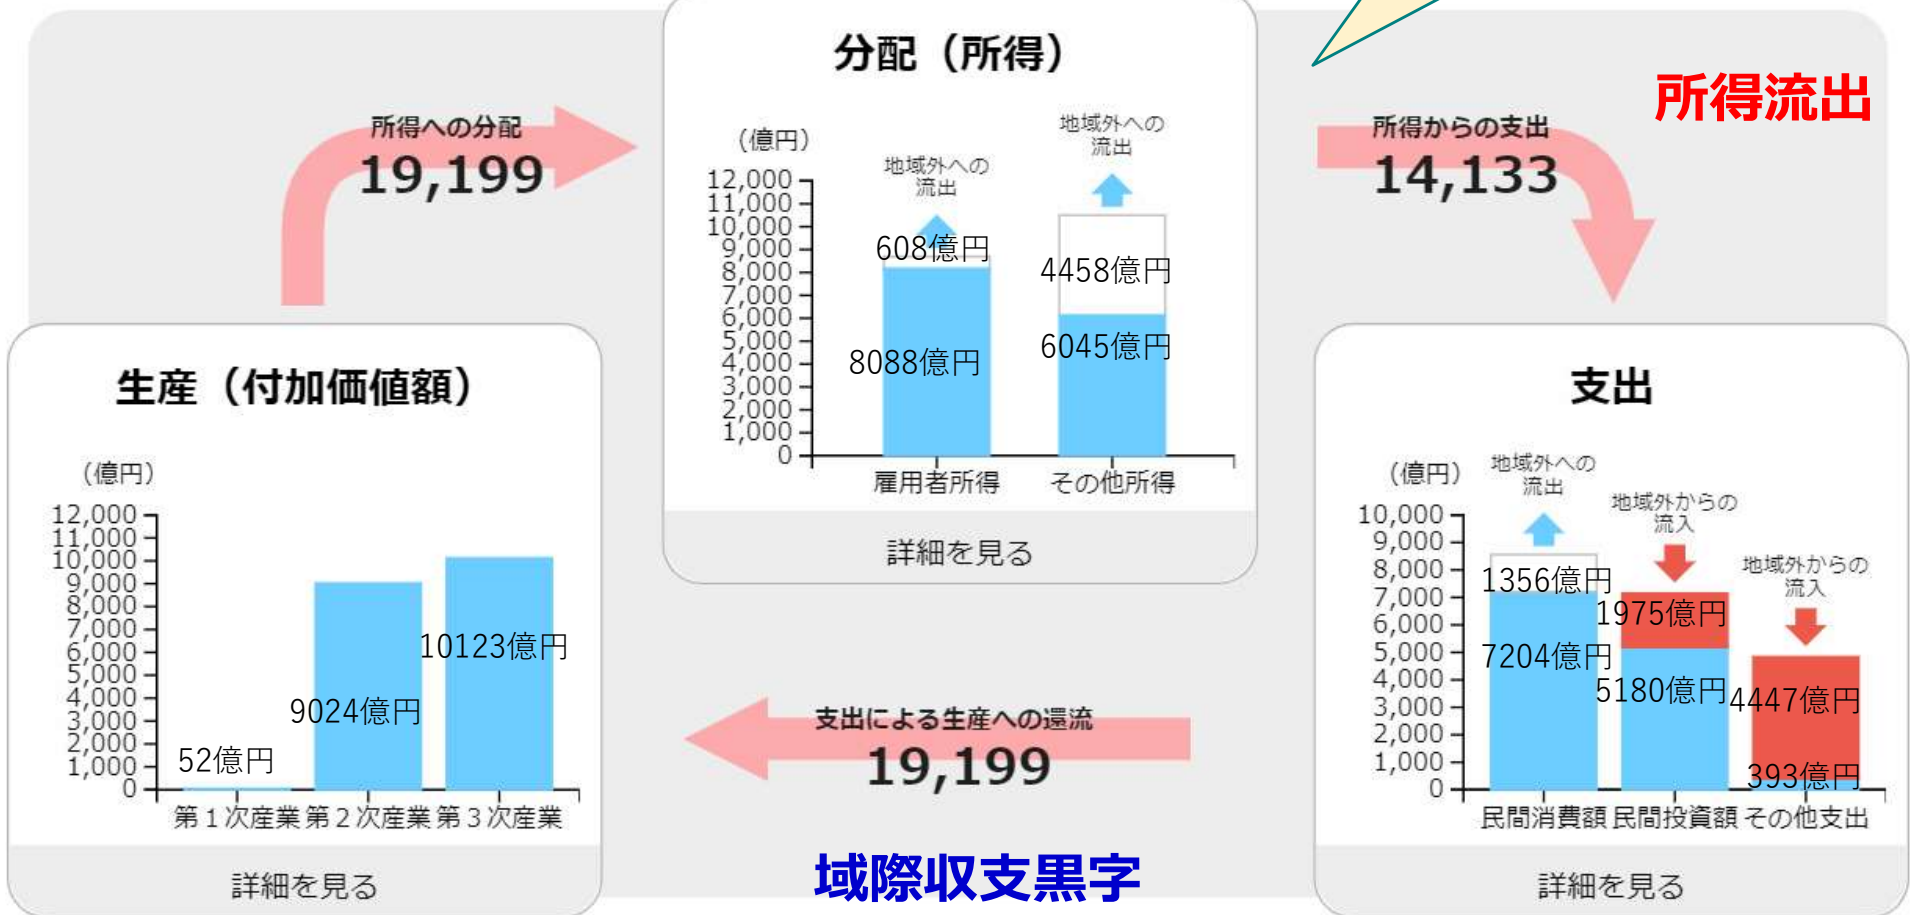 分配（所得）
（億円）
地域外への
流出
地域外への
流出
12,000
11,000
10,000
9,000
8,000
7,000
6,000
5,000
4,000
3,000
2,000
1,000
0
608億円
4458億円
8088億円
6045億円
雇用者所得
その他所得
詳細を見る
所得への分配
19,199
所得からの支出
14,133
所得流出
生産（付加価値額）
（億円）
12,000
11,000
10,000
9,000
8,000
7,000
6,000
5,000
4,000
3,000
2,000
1,000
0
52億円
9024億円
10123億円
第１次産業
第２次産業
第３次産業
詳細を見る
支出による生産への還流
19,199
域際収支黒字
支出
（億円）
地域外への
流出
地域外からの
流入
地域外からの
流入
10,000
9,000
8,000
7,000
6,000
5,000
4,000
3,000
2,000
1,000
0
1356億円
1975億円
7204億円
5180億円
4447億円
393億円
民間消費額
民間投資額
その他支出
詳細を見る